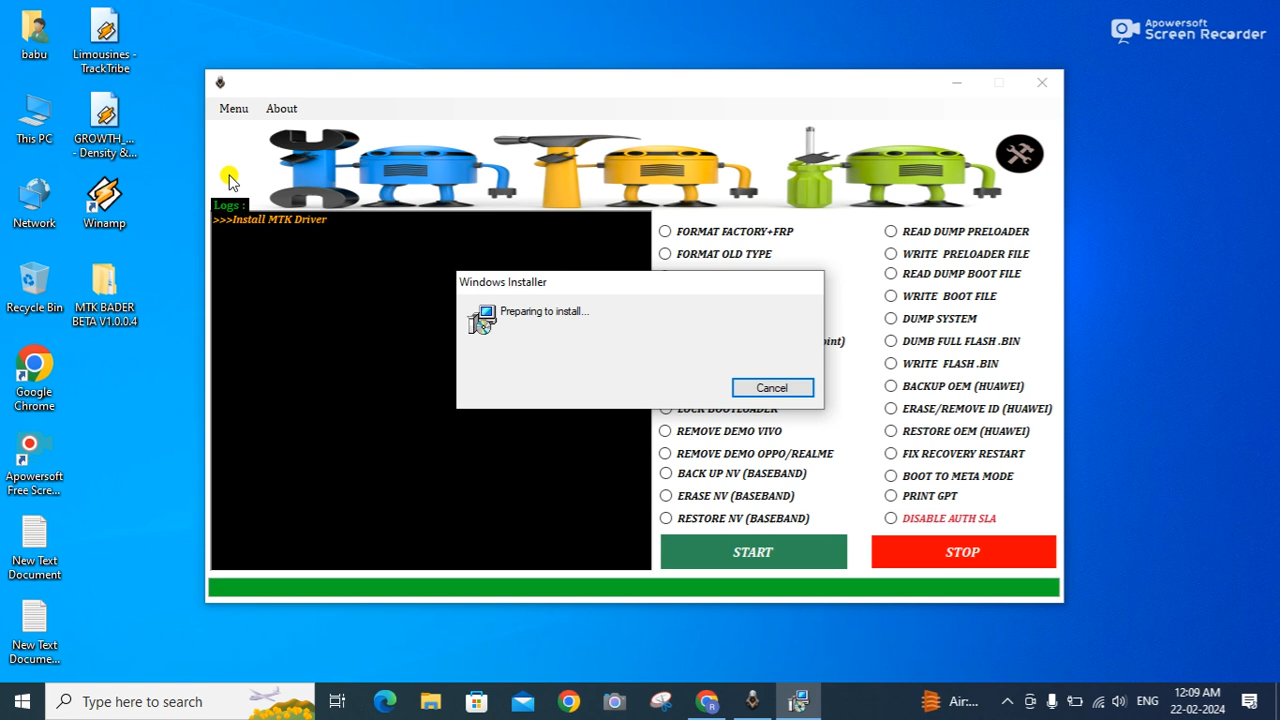 babu
Limousines -
TrackTribe
Apowersoft
Screen Recorder
This PC
GROWTH_...
- Density &...
Network
Winamp
Recycle Bin
MTK BADER
BETA V1.0.0.4
Google
Chrome
Apowersoft
Free Scre...
New Text
Document
New Text
Docume...
Menu
About
Logs :
>>>Install MTK Driver
Windows Installer
Preparing to install...
Cancel
FORMAT FACTORY+FRP
FORMAT OLD TYPE
oint)
LOCK BOOTLOADER
REMOVE DEMO VIVO
REMOVE DEMO OPPO/REALME
BACK UP NV (BASEBAND)
ERASE NV (BASEBAND)
RESTORE NV (BASEBAND)
READ DUMP PRELOADER
WRITE PRELOADER FILE
READ DUMP BOOT FILE
WRITE BOOT FILE
DUMP SYSTEM
DUMB FULL FLASH .BIN
WRITE FLASH .BIN
BACKUP OEM (HUAWEI)
ERASE/REMOVE ID (HUAWEI)
RESTORE OEM (HUAWEI)
FIX RECOVERY RESTART
BOOT TO META MODE
PRINT GPT
DISABLE AUTH SLA
START
STOP
Type here to search
R
Air:...
ENG
12:09 AM
22-02-2024